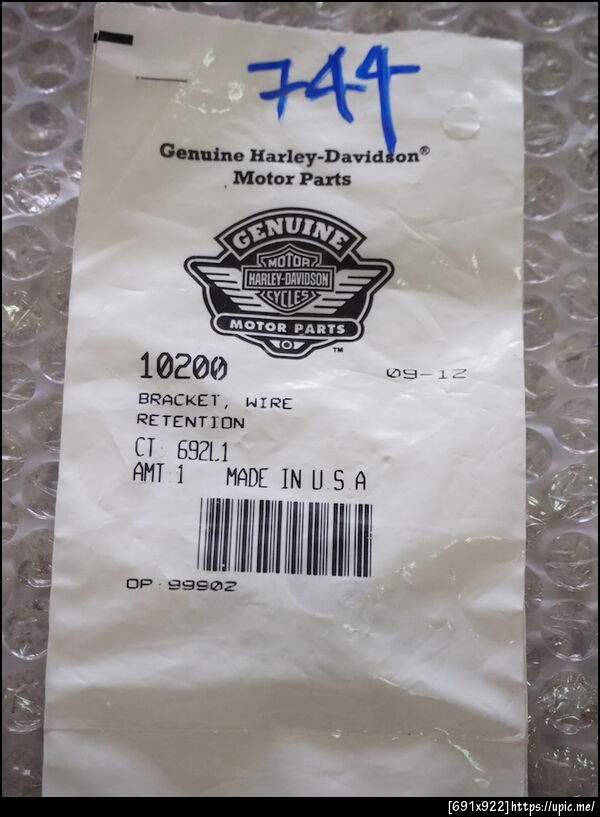 744
Genuine Harley-Davidson®
Motor Parts
GENUINE
MOTOR
HARLEY-DAVIDSON
CYCLES
MOTOR PARTS
™
10200 09-12
BRACKET, WIRE
RETENTION
CT: 692L1
AMT:1 MADE IN U S A
OP:99902
[691x922]https://upic.me/